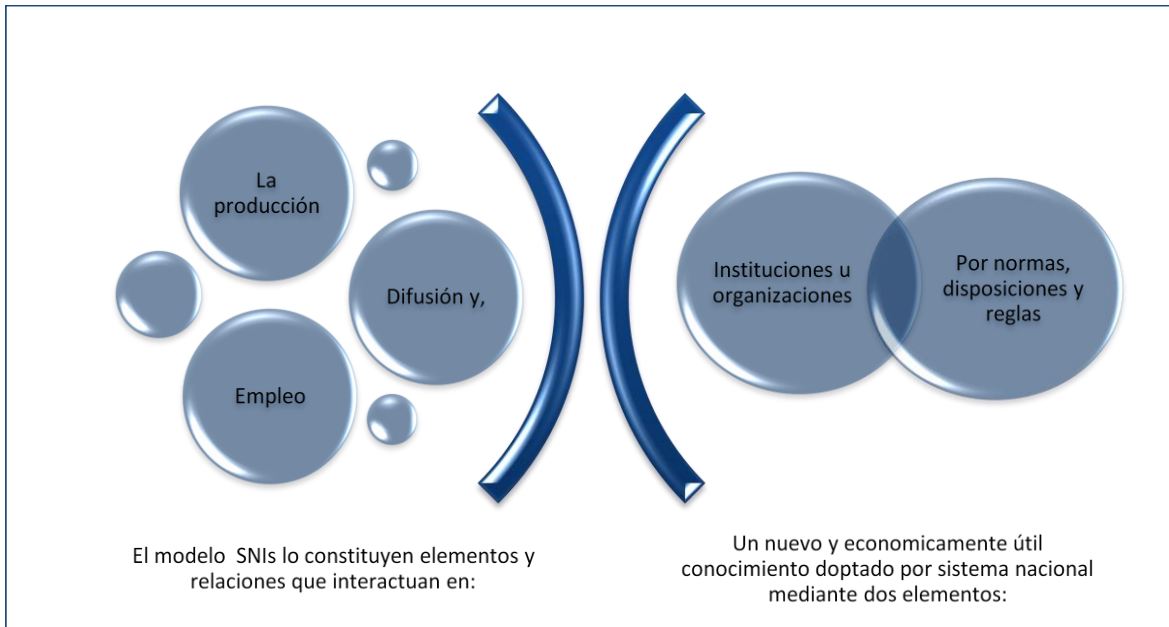 La
producción
Difusión y,
Empleo
El modelo SNIs lo constituyen elementos y
relaciones que interactuan en:
Instituciones u
organizaciones
Por normas,
disposiciones y
reglas
Un nuevo y economicamente útil
conocimiento doptado por sistema nacional
mediante dos elementos: